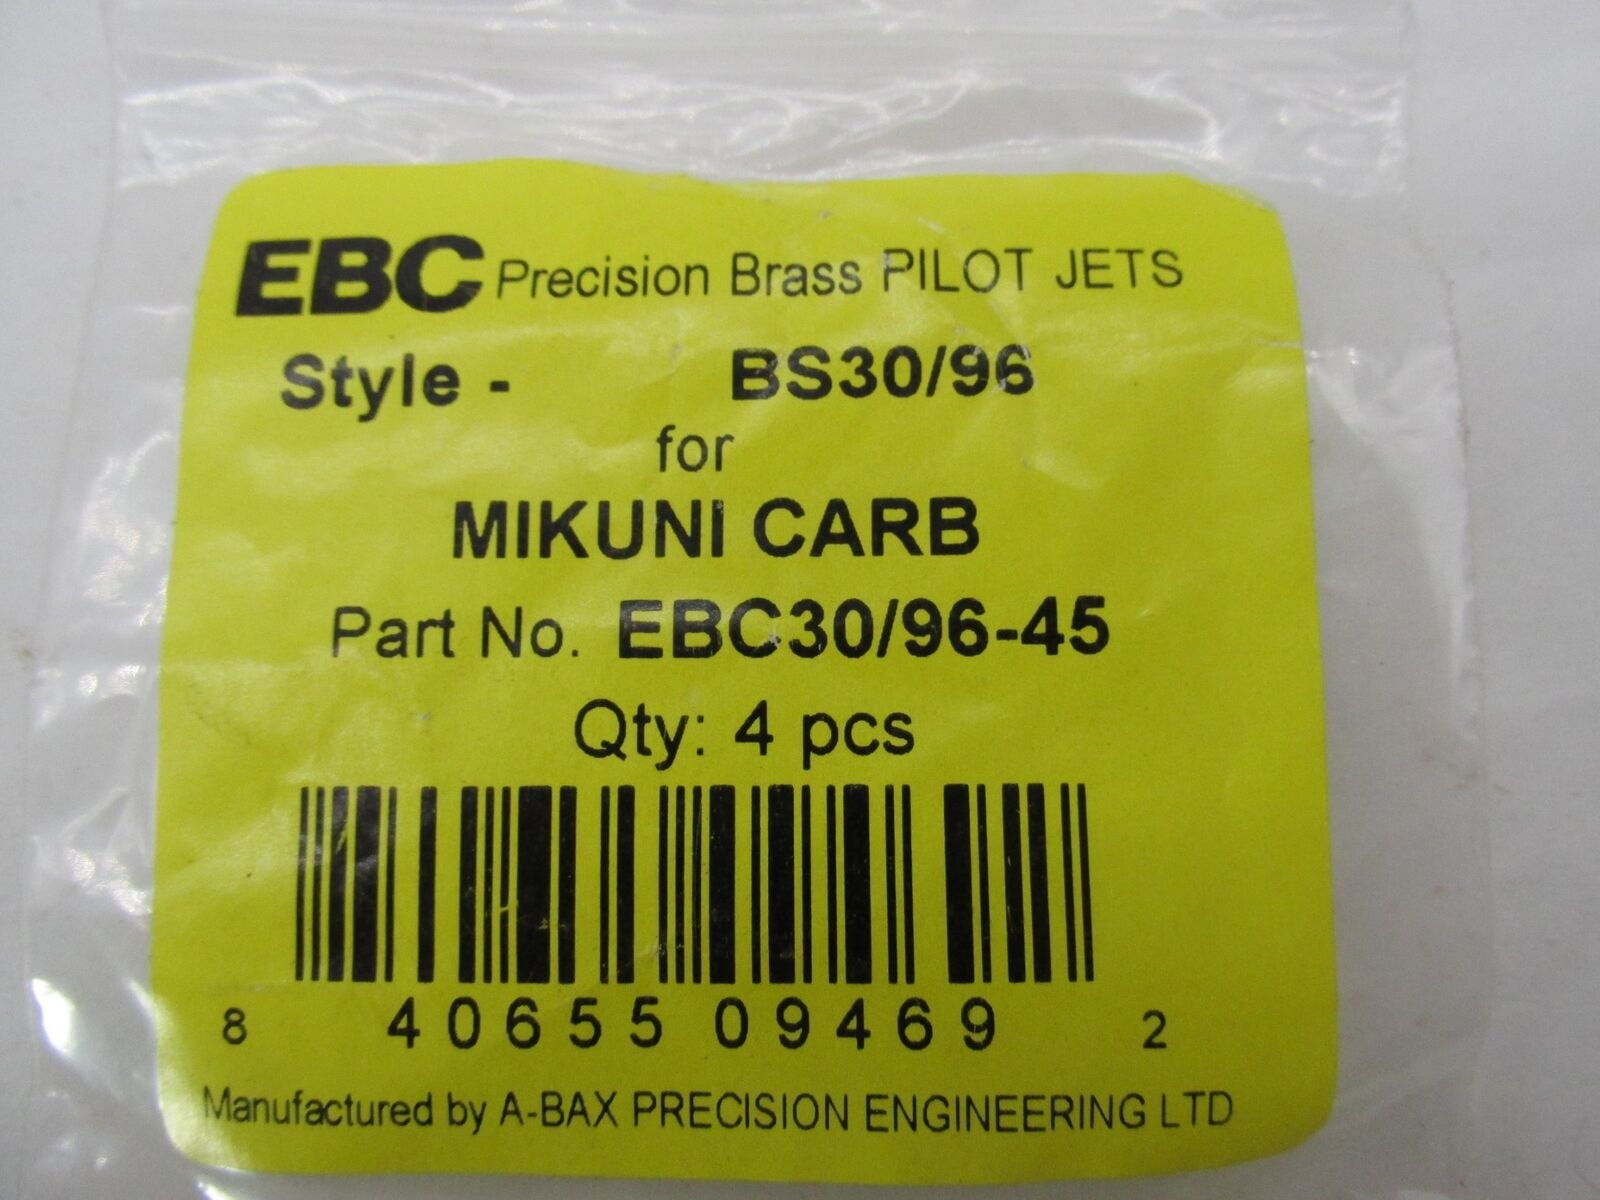 EBC Precision Brass PILOT JETS
Style - BS30/96
for
MIKUNI CARB
Part No. EBC30/96-45
Qty: 4 pcs
8 40655 09469 2
Manufactured by A-BAX PRECISION ENGINEERING LTD